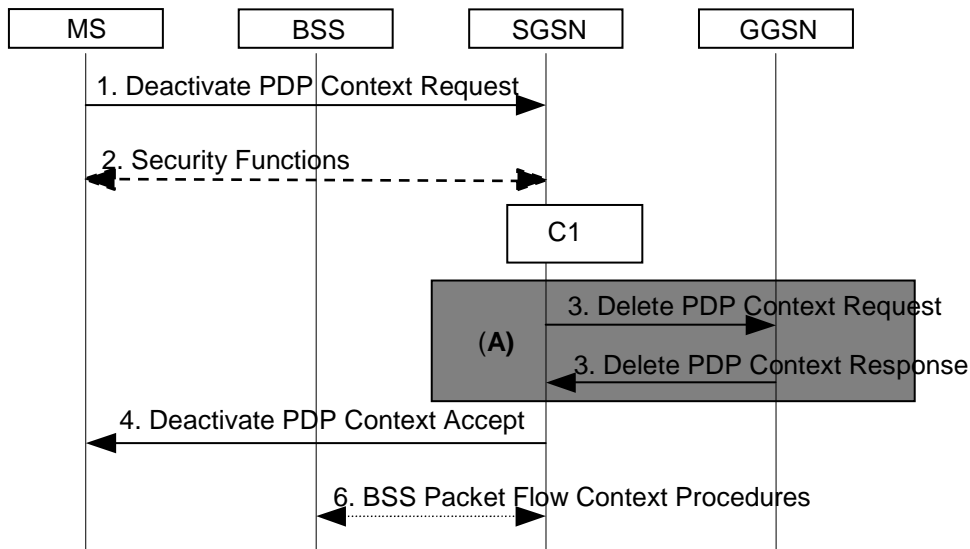 MS
BSS
SGSN
GGSN
1. Deactivate PDP Context Request
2. Security Functions
C1
3. Delete PDP Context Request
(A)
3. Delete PDP Context Response
4. Deactivate PDP Context Accept
6. BSS Packet Flow Context Procedures